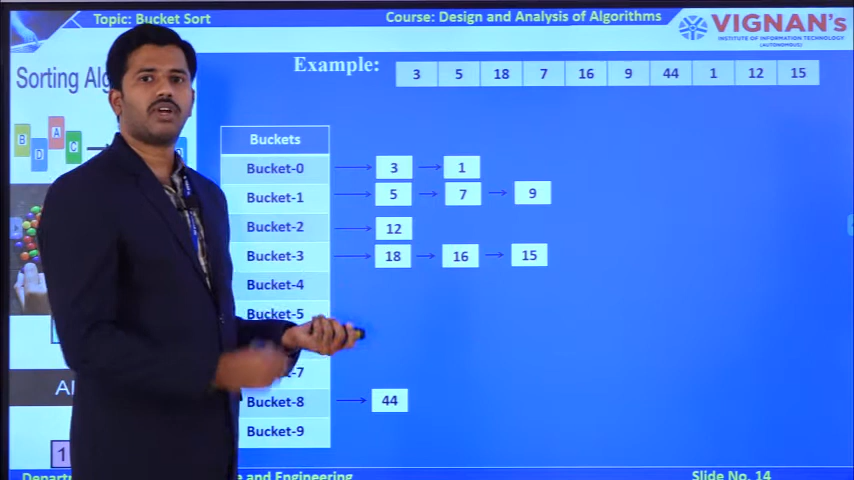 Topic: Bucket Sort
Course: Design and Analysis of Algorithms
VIGNAN'S
INSTITUTE OF INFORMATION TECHNOLOGY
(AUTONOMOUS)
Sorting Alg
Example:
3 5 18 7 16 9 44 1 12 15
B A D C
Buckets
Bucket-0 3 1
Bucket-1 5 7 9
Bucket-2 12
Bucket-3 18 16 15
Bucket-4
Bucket-5
-7
Bucket-8 44
Bucket-9
1
e and Engineering
Slide No. 14